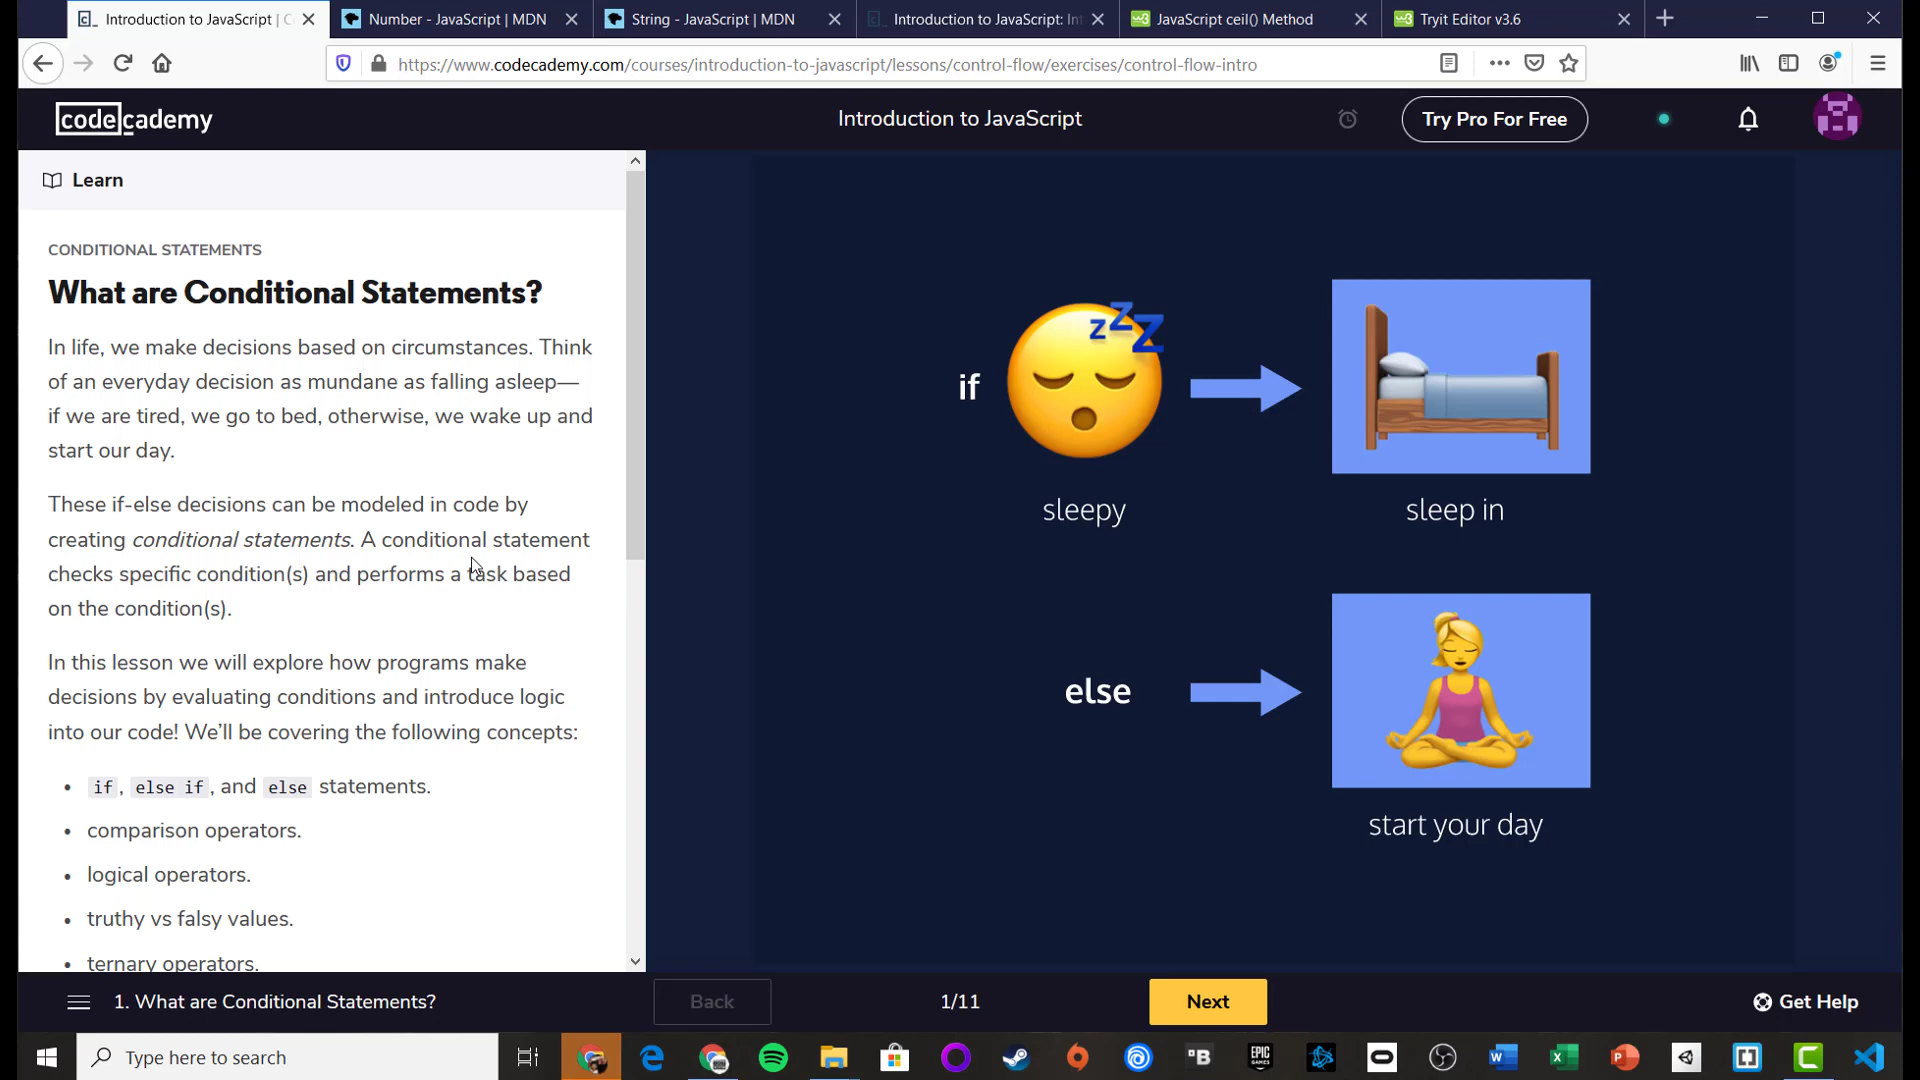 Introduction to JavaScript | C
Number - JavaScript | MDN
String - JavaScript | MDN
Introduction to JavaScript: In
JavaScript ceil() Method
Tryit Editor v3.6
https://www.codecademy.com/courses/introduction-to-javascript/lessons/control-flow/exercises/control-flow-intro
codecademy
Introduction to JavaScript
Try Pro For Free
Learn
CONDITIONAL STATEMENTS
What are Conditional Statements?
In life, we make decisions based on circumstances. Think
of an everyday decision as mundane as falling asleep—
if we are tired, we go to bed, otherwise, we wake up and
start our day.
These if-else decisions can be modeled in code by
creating conditional statements. A conditional statement
checks specific condition(s) and performs a task based
on the condition(s).
In this lesson we will explore how programs make
decisions by evaluating conditions and introduce logic
into our code! We'll be covering the following concepts:
• if, else if, and else statements.
• comparison operators.
• logical operators.
• truthy vs falsy values.
• ternary operators.
if
zzZ
sleepy
sleep in
else
start your day
1. What are Conditional Statements?
Back
1/11
Next
Get Help
Type here to search
EPIC
GAMES